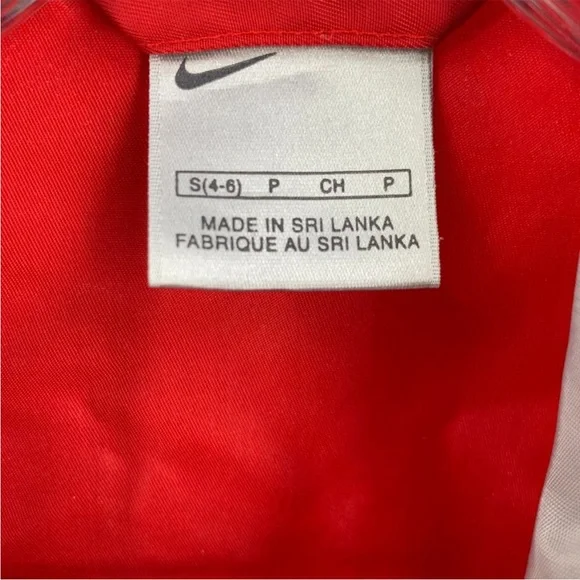 S(4-6) P CH P
MADE IN SRI LANKA
FABRIQUE AU SRI LANKA